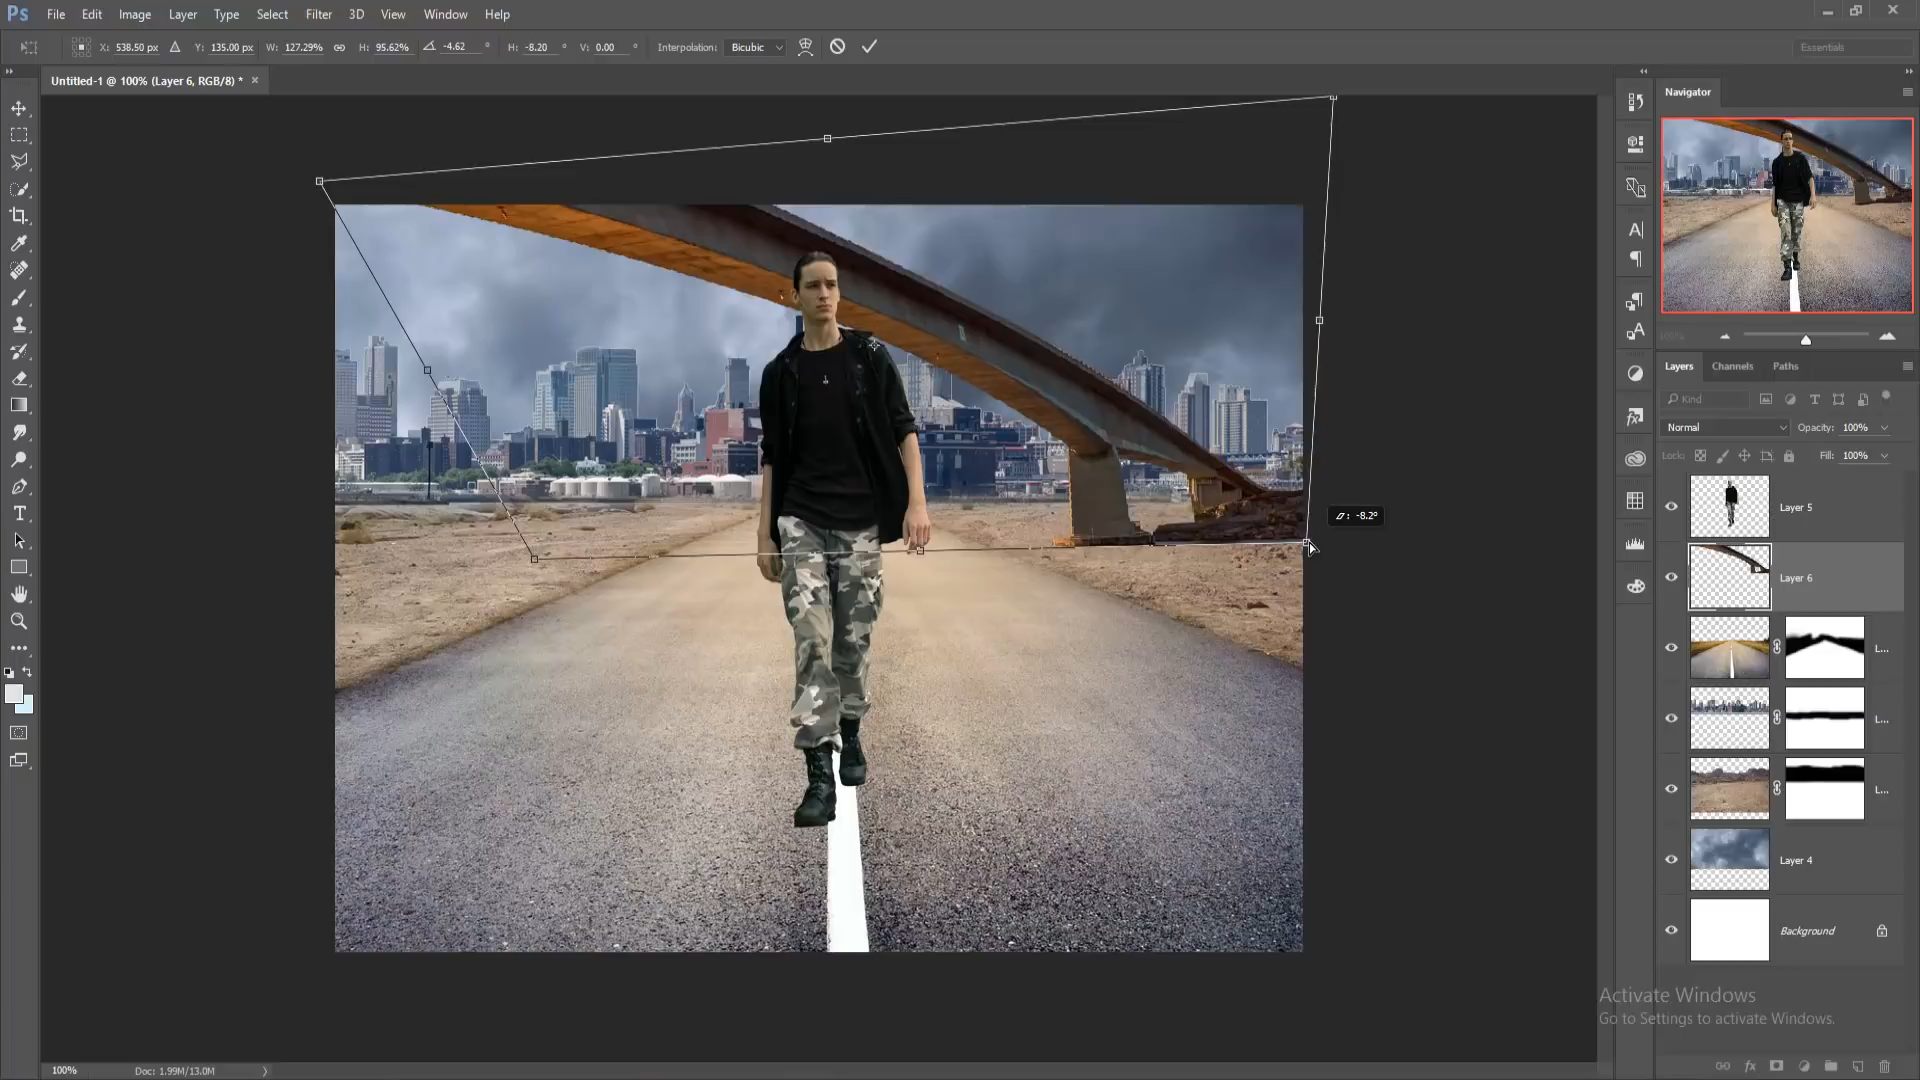 Ps File Edit Image Layer Type Select Filter 3D View Window Help
X: 538.50 px Y: 135.00 px W: 127.29% H: 95.62% -4.62 ° H: -8.20 ° V: 0.00 ° Interpolation: Bicubic Essentials
Untitled-1 @ 100% (Layer 6, RGB/8) * ×
Navigator
Layers Channels Paths
Kind
Normal Opacity: 100%
Lock: Fill: 100%
Layer 5
: -8.2°
Layer 6
L...
L...
L...
Layer 4
Background
Activate Windows
Go to Settings to activate Windows.
100% Doc: 1.99M/13.0M